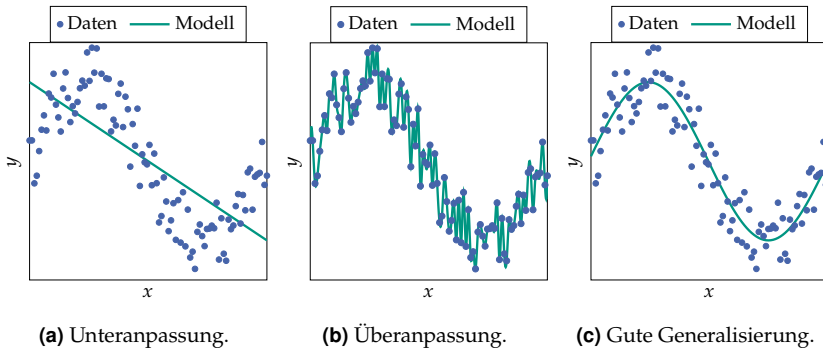 Daten Modell
Daten Modell
Daten Modell
y
y
y
x
x
x
(a) Unteranpassung.
(b) Überanpassung.
(c) Gute Generalisierung.